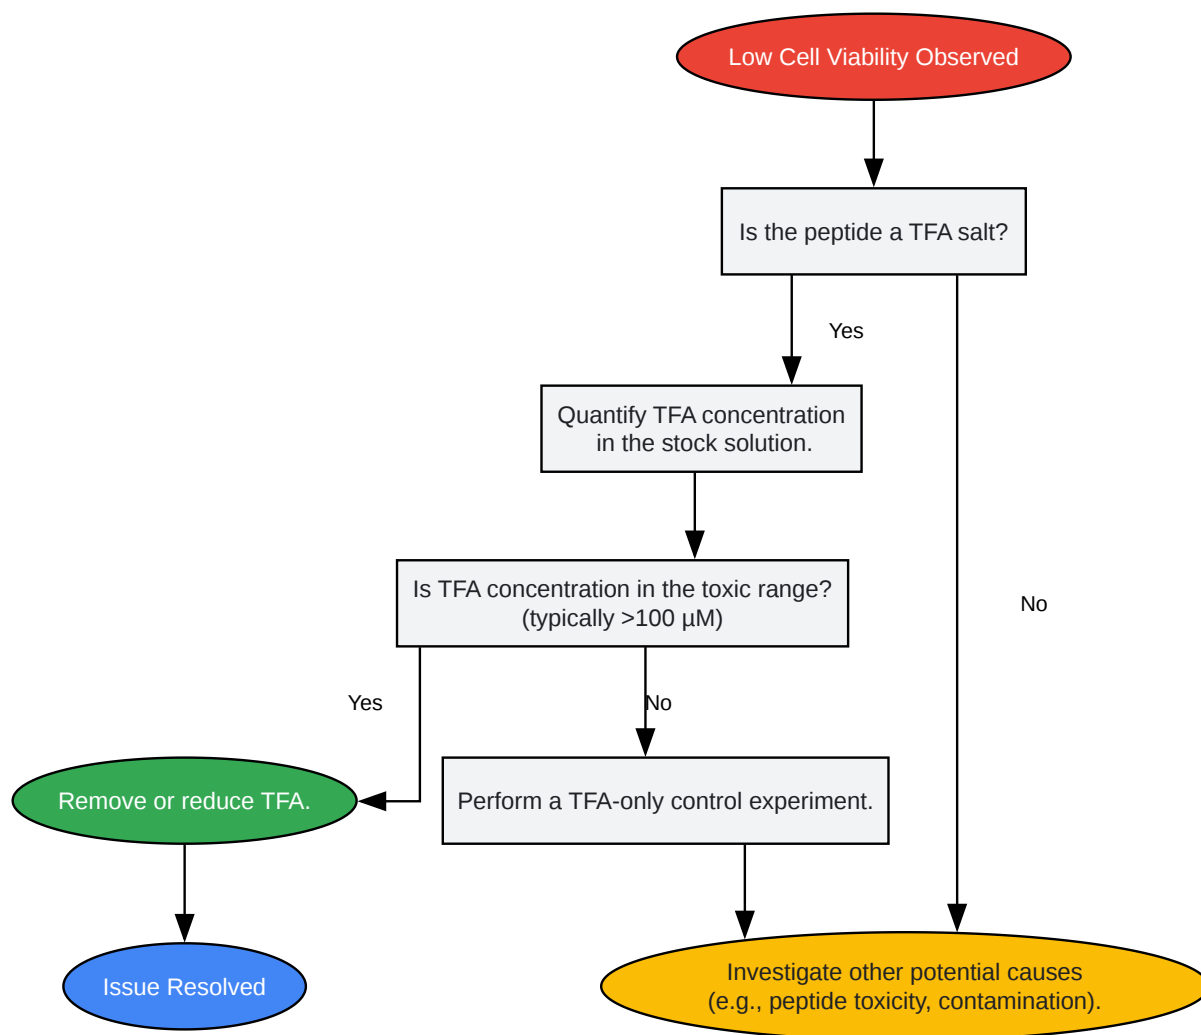 Low Cell Viability Observed
Is the peptide a TFA salt?
Yes
Quantify TFA concentration
in the stock solution.
Is TFA concentration in the toxic range?
(typically >100 µM)
No
Yes
No
Remove or reduce TFA.
Perform a TFA-only control experiment.
Issue Resolved
Investigate other potential causes
(e.g., peptide toxicity, contamination).